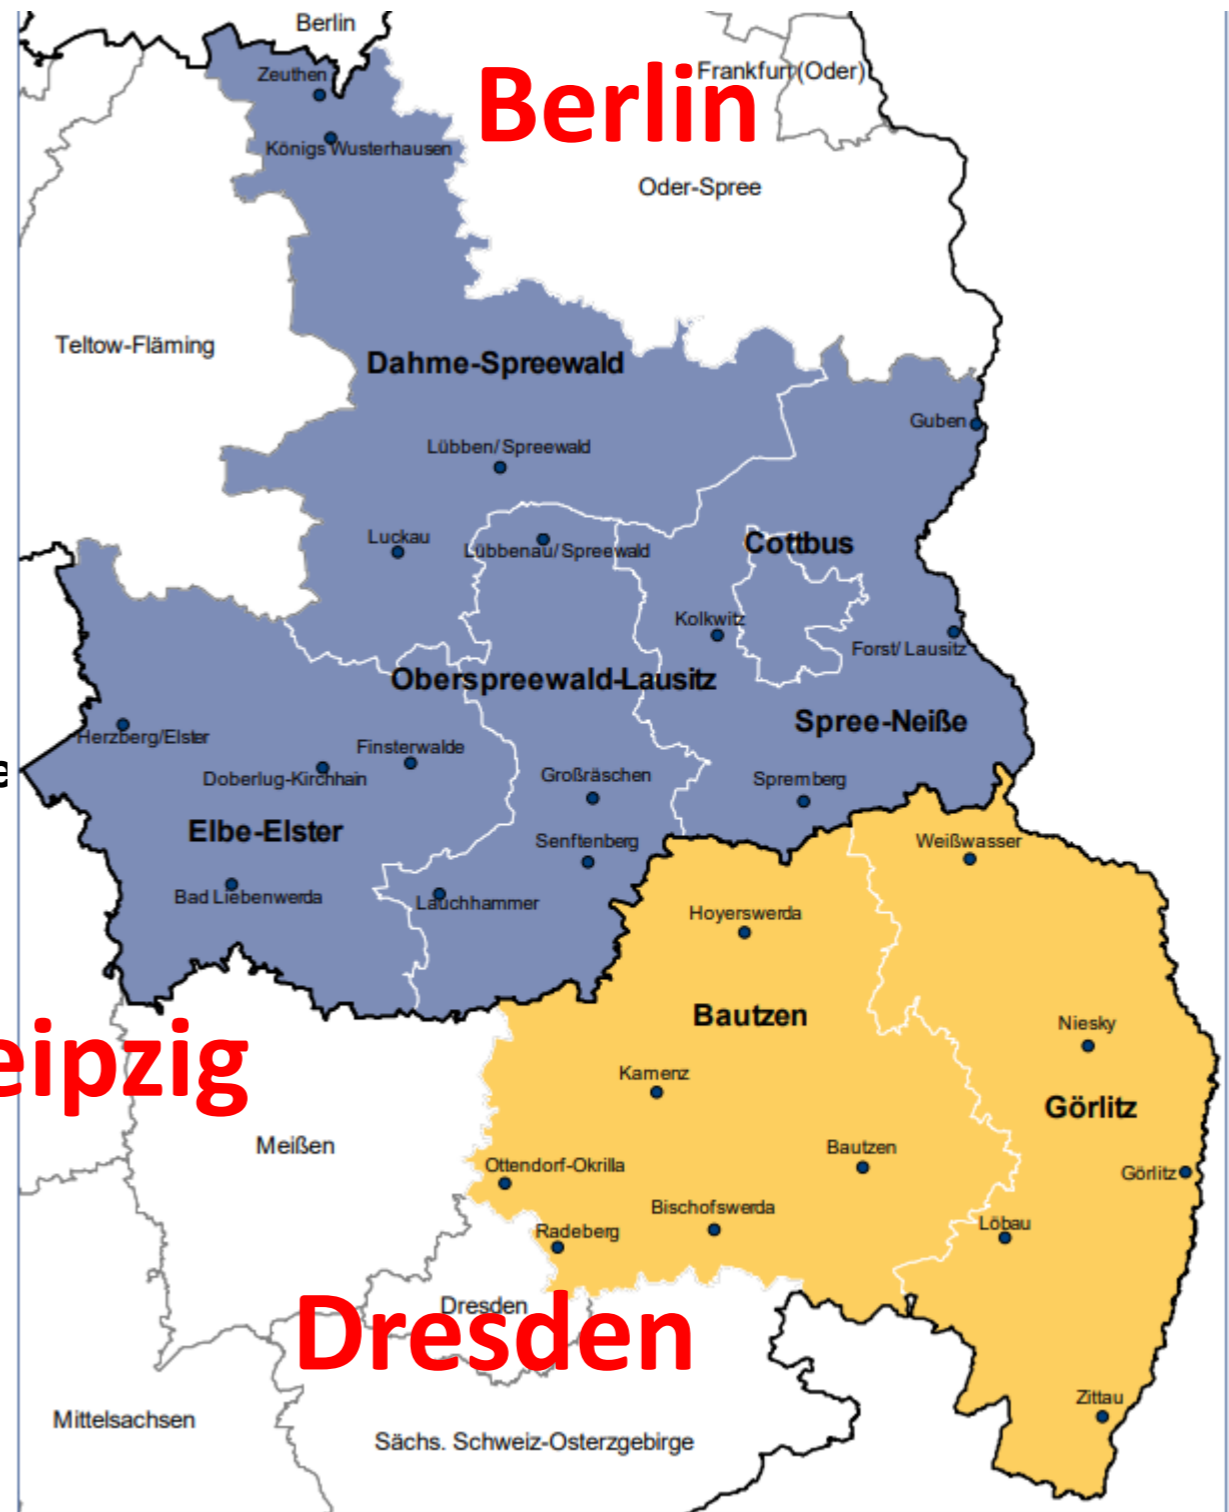 Berlin
Zeuthen
Berlin
Frankfurt(Oder)
Königs Wusterhausen
Oder-Spree
Teltow-Fläming
Dahme-Spreewald
Guben
Lübben/Spreewald
Luckau
Lübbenau/Spreewald
Cottbus
Kolkwitz
Forst/Lausitz
Oberspreewald-Lausitz
Spree-Neiße
Herzberg/Elster
Finsterwalde
e
Doberlug-Kirchhain
Großräschen
Spremberg
Elbe-Elster
Senftenberg
Weißwasser
Bad Liebenwerda
Lauchhammer
Hoyerswerda
Bautzen
Niesky
eipzig
Kamenz
Görlitz
Meißen
Bautzen
Ottendorf-Okrilla
Görlitz
Bischofswerda
Radeberg
Löbau
Dresden
Dresden
Zittau
Mittelsachsen
Sächs. Schweiz-Osterzgebirge